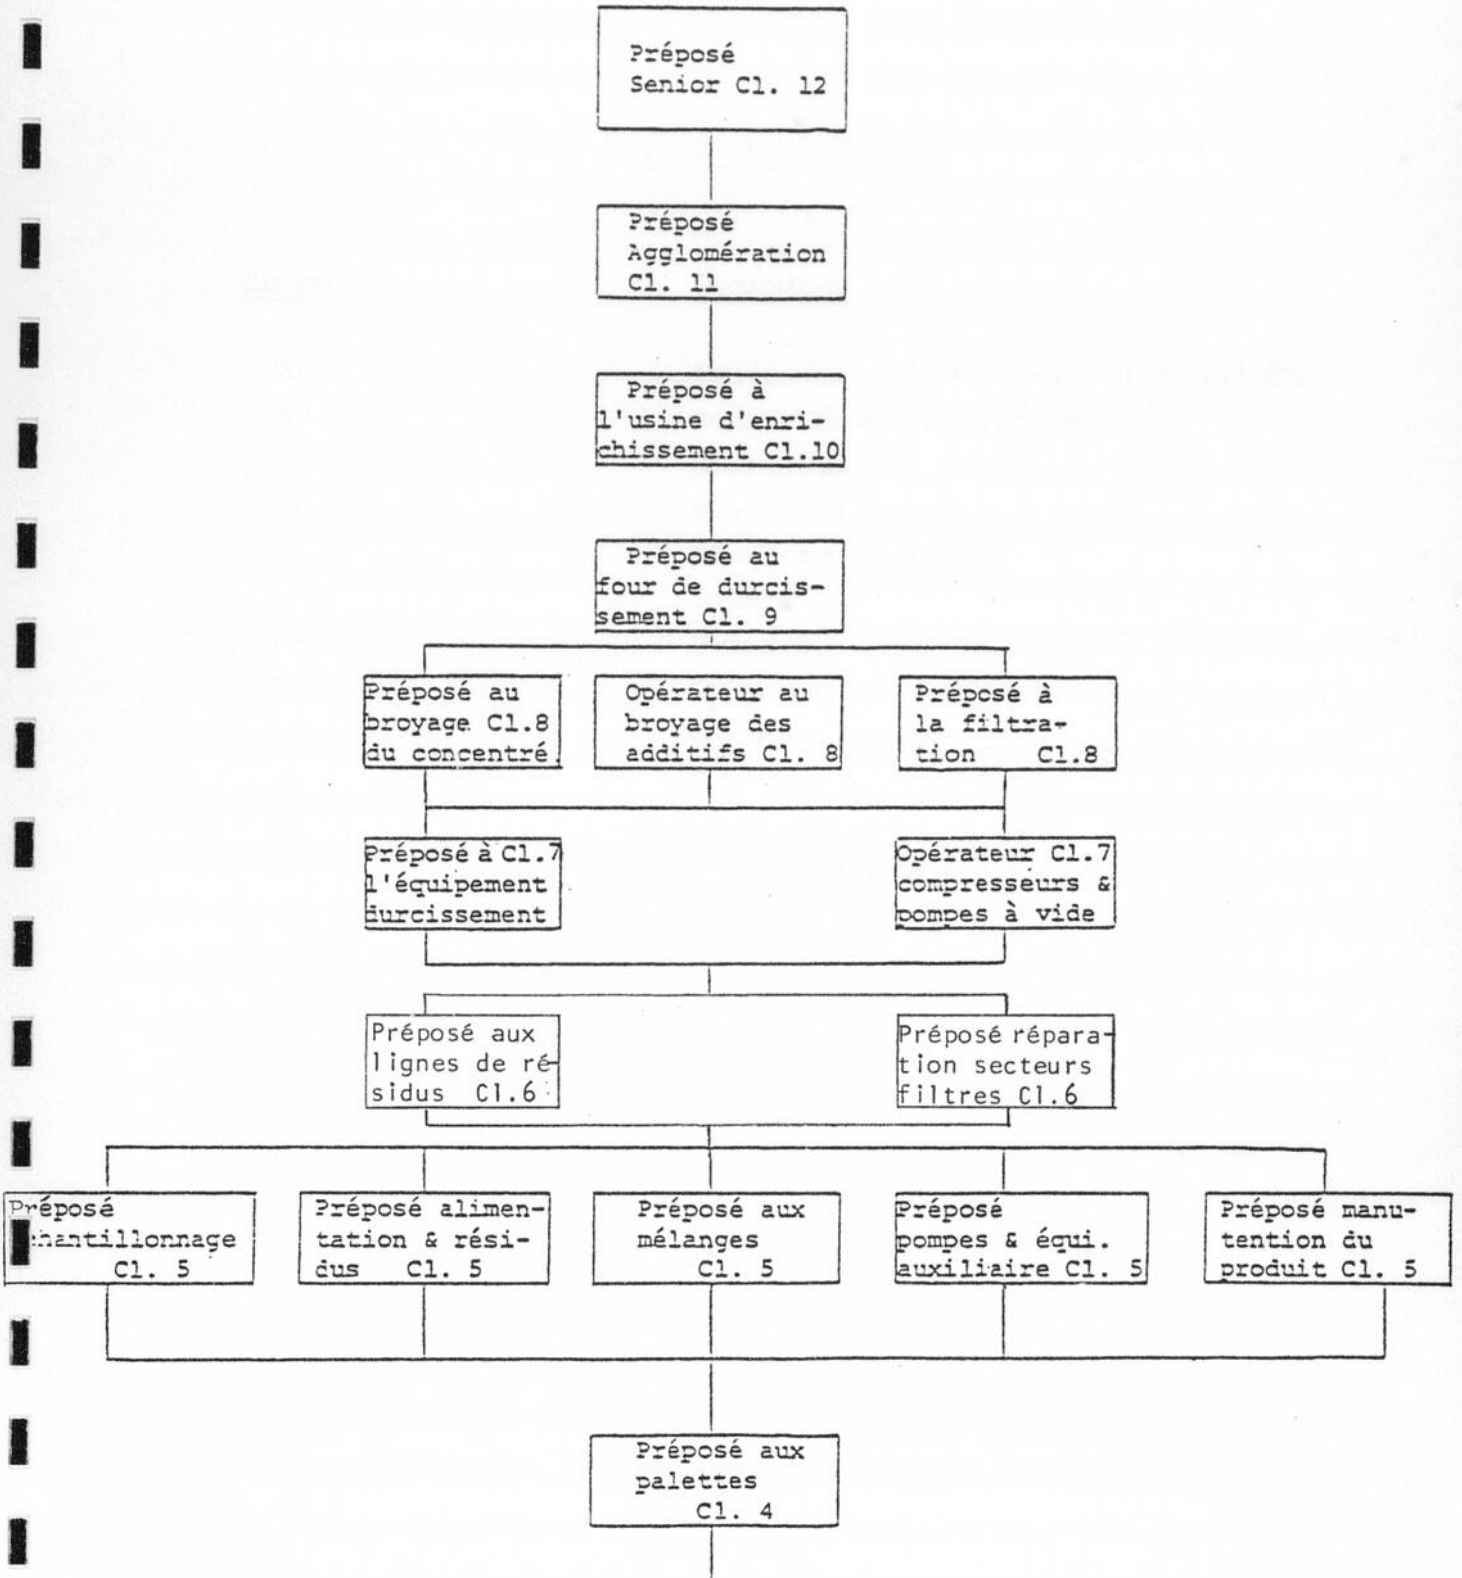 Préposé
Senior Cl. 12
Préposé
Agglomération
Cl. 11
Préposé à
l'usine d'enri-
chissement Cl.10
Préposé au
four de durcis-
sement Cl. 9
Préposé au
broyage Cl.8
du concentré
Opérateur au
broyage des
additifs Cl. 8
Préposé à
la filtra-
tion Cl.8
Préposé à Cl.7
l'équipement
durcissement
Opérateur Cl.7
compresseurs &
pompes à vide
Préposé aux
lignes de ré-
sidus Cl.6
Préposé répara-
tion secteurs
filtres Cl.6
Préposé
chantillonnage
Cl. 5
Préposé alimen-
tation & rési-
dus Cl. 5
Préposé aux
mélanges
Cl. 5
Préposé
pompes & équi.
auxiliaire Cl. 5
Préposé manu-
tention du
produit Cl. 5
Préposé aux
palettes
Cl. 4